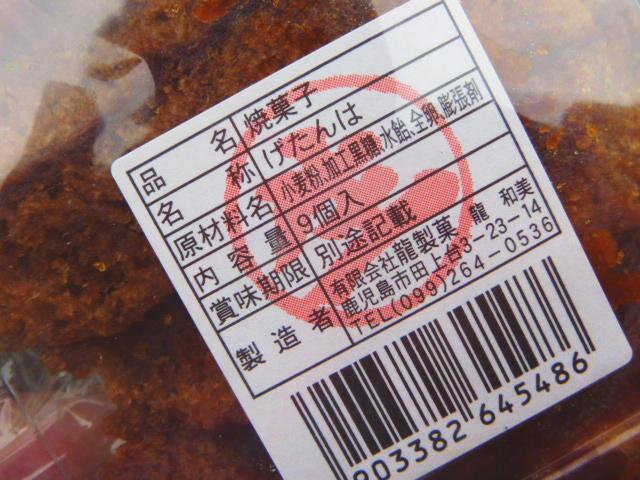 品名 焼菓子
名称 げたんは
原材料名 小麦粉、加工黒糖、水飴、全卵、膨張剤
内容量 9個入
賞味期限 別途記載
製造者 有限会社龍製菓 龍 和美
鹿児島市田上台3-23-14
TEL(099)264-0536
903382 645486